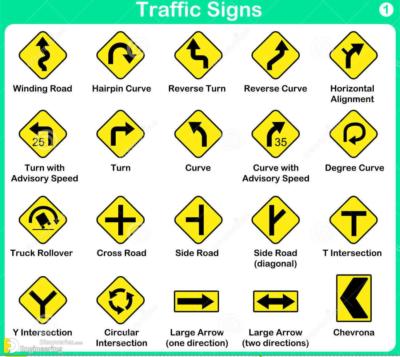 Traffic Signs
1
Winding Road
Hairpin Curve
Reverse Turn
Reverse Curve
Horizontal
Alignment
25
Turn with
Advisory Speed
Turn
Curve
35
Curve with
Advisory Speed
Degree Curve
Truck Rollover
Cross Road
Side Road
Side Road
(diagonal)
T Intersection
Y Intersection
Circular
Intersection
Large Arrow
(one direction)
Large Arrow
(two directions)
Chevrona